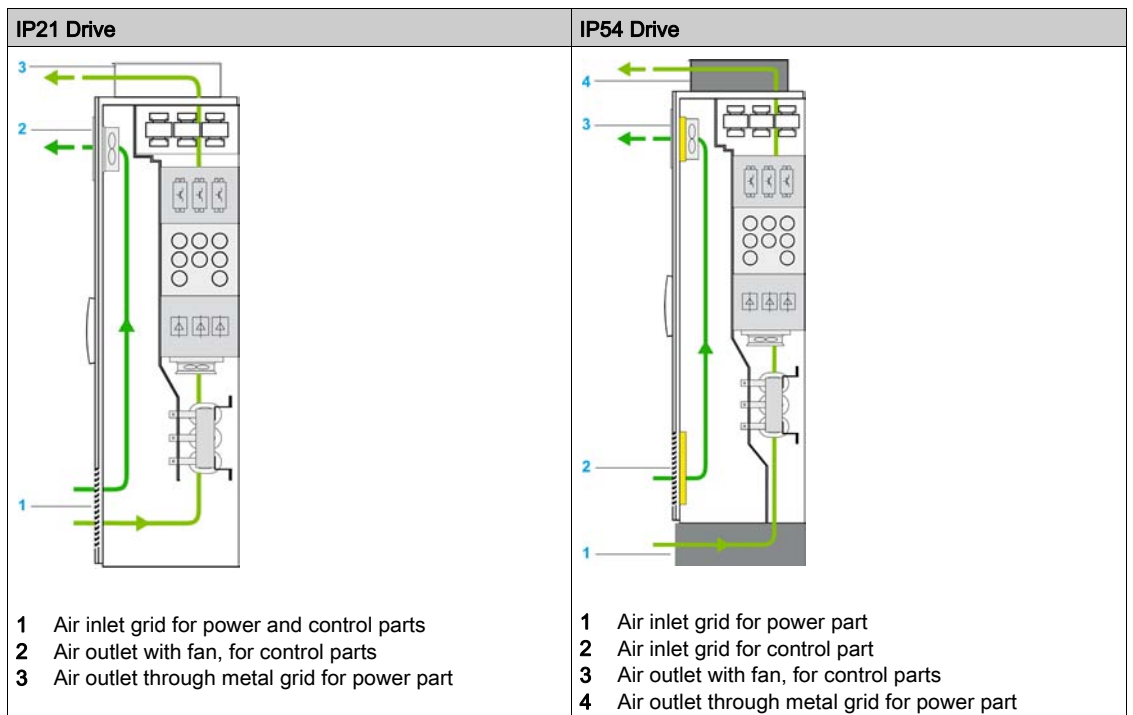 IP21 Drive
IP54 Drive
3
2
1
1 Air inlet grid for power and control parts
2 Air outlet with fan, for control parts
3 Air outlet through metal grid for power part
4
3
2
1
1 Air inlet grid for power part
2 Air inlet grid for control part
3 Air outlet with fan, for control parts
4 Air outlet through metal grid for power part